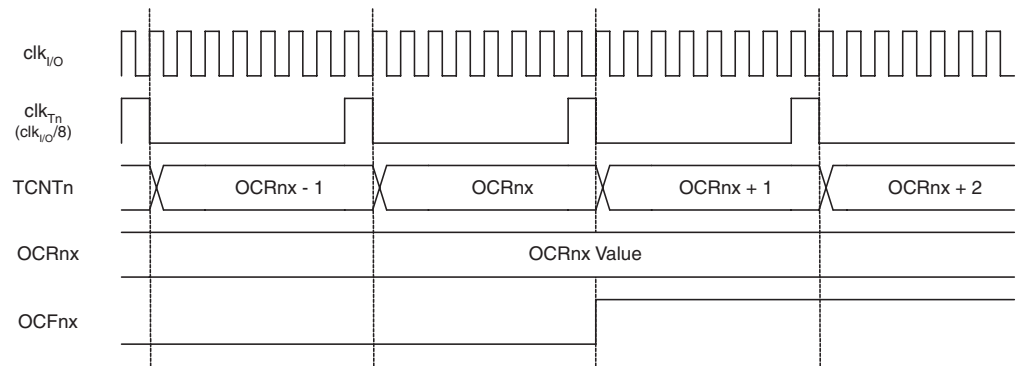 clkI/O
clkTn
(clkI/O/8)
TCNTn OCRnx - 1 OCRnx OCRnx + 1 OCRnx + 2
OCRnx OCRnx Value
OCFnx